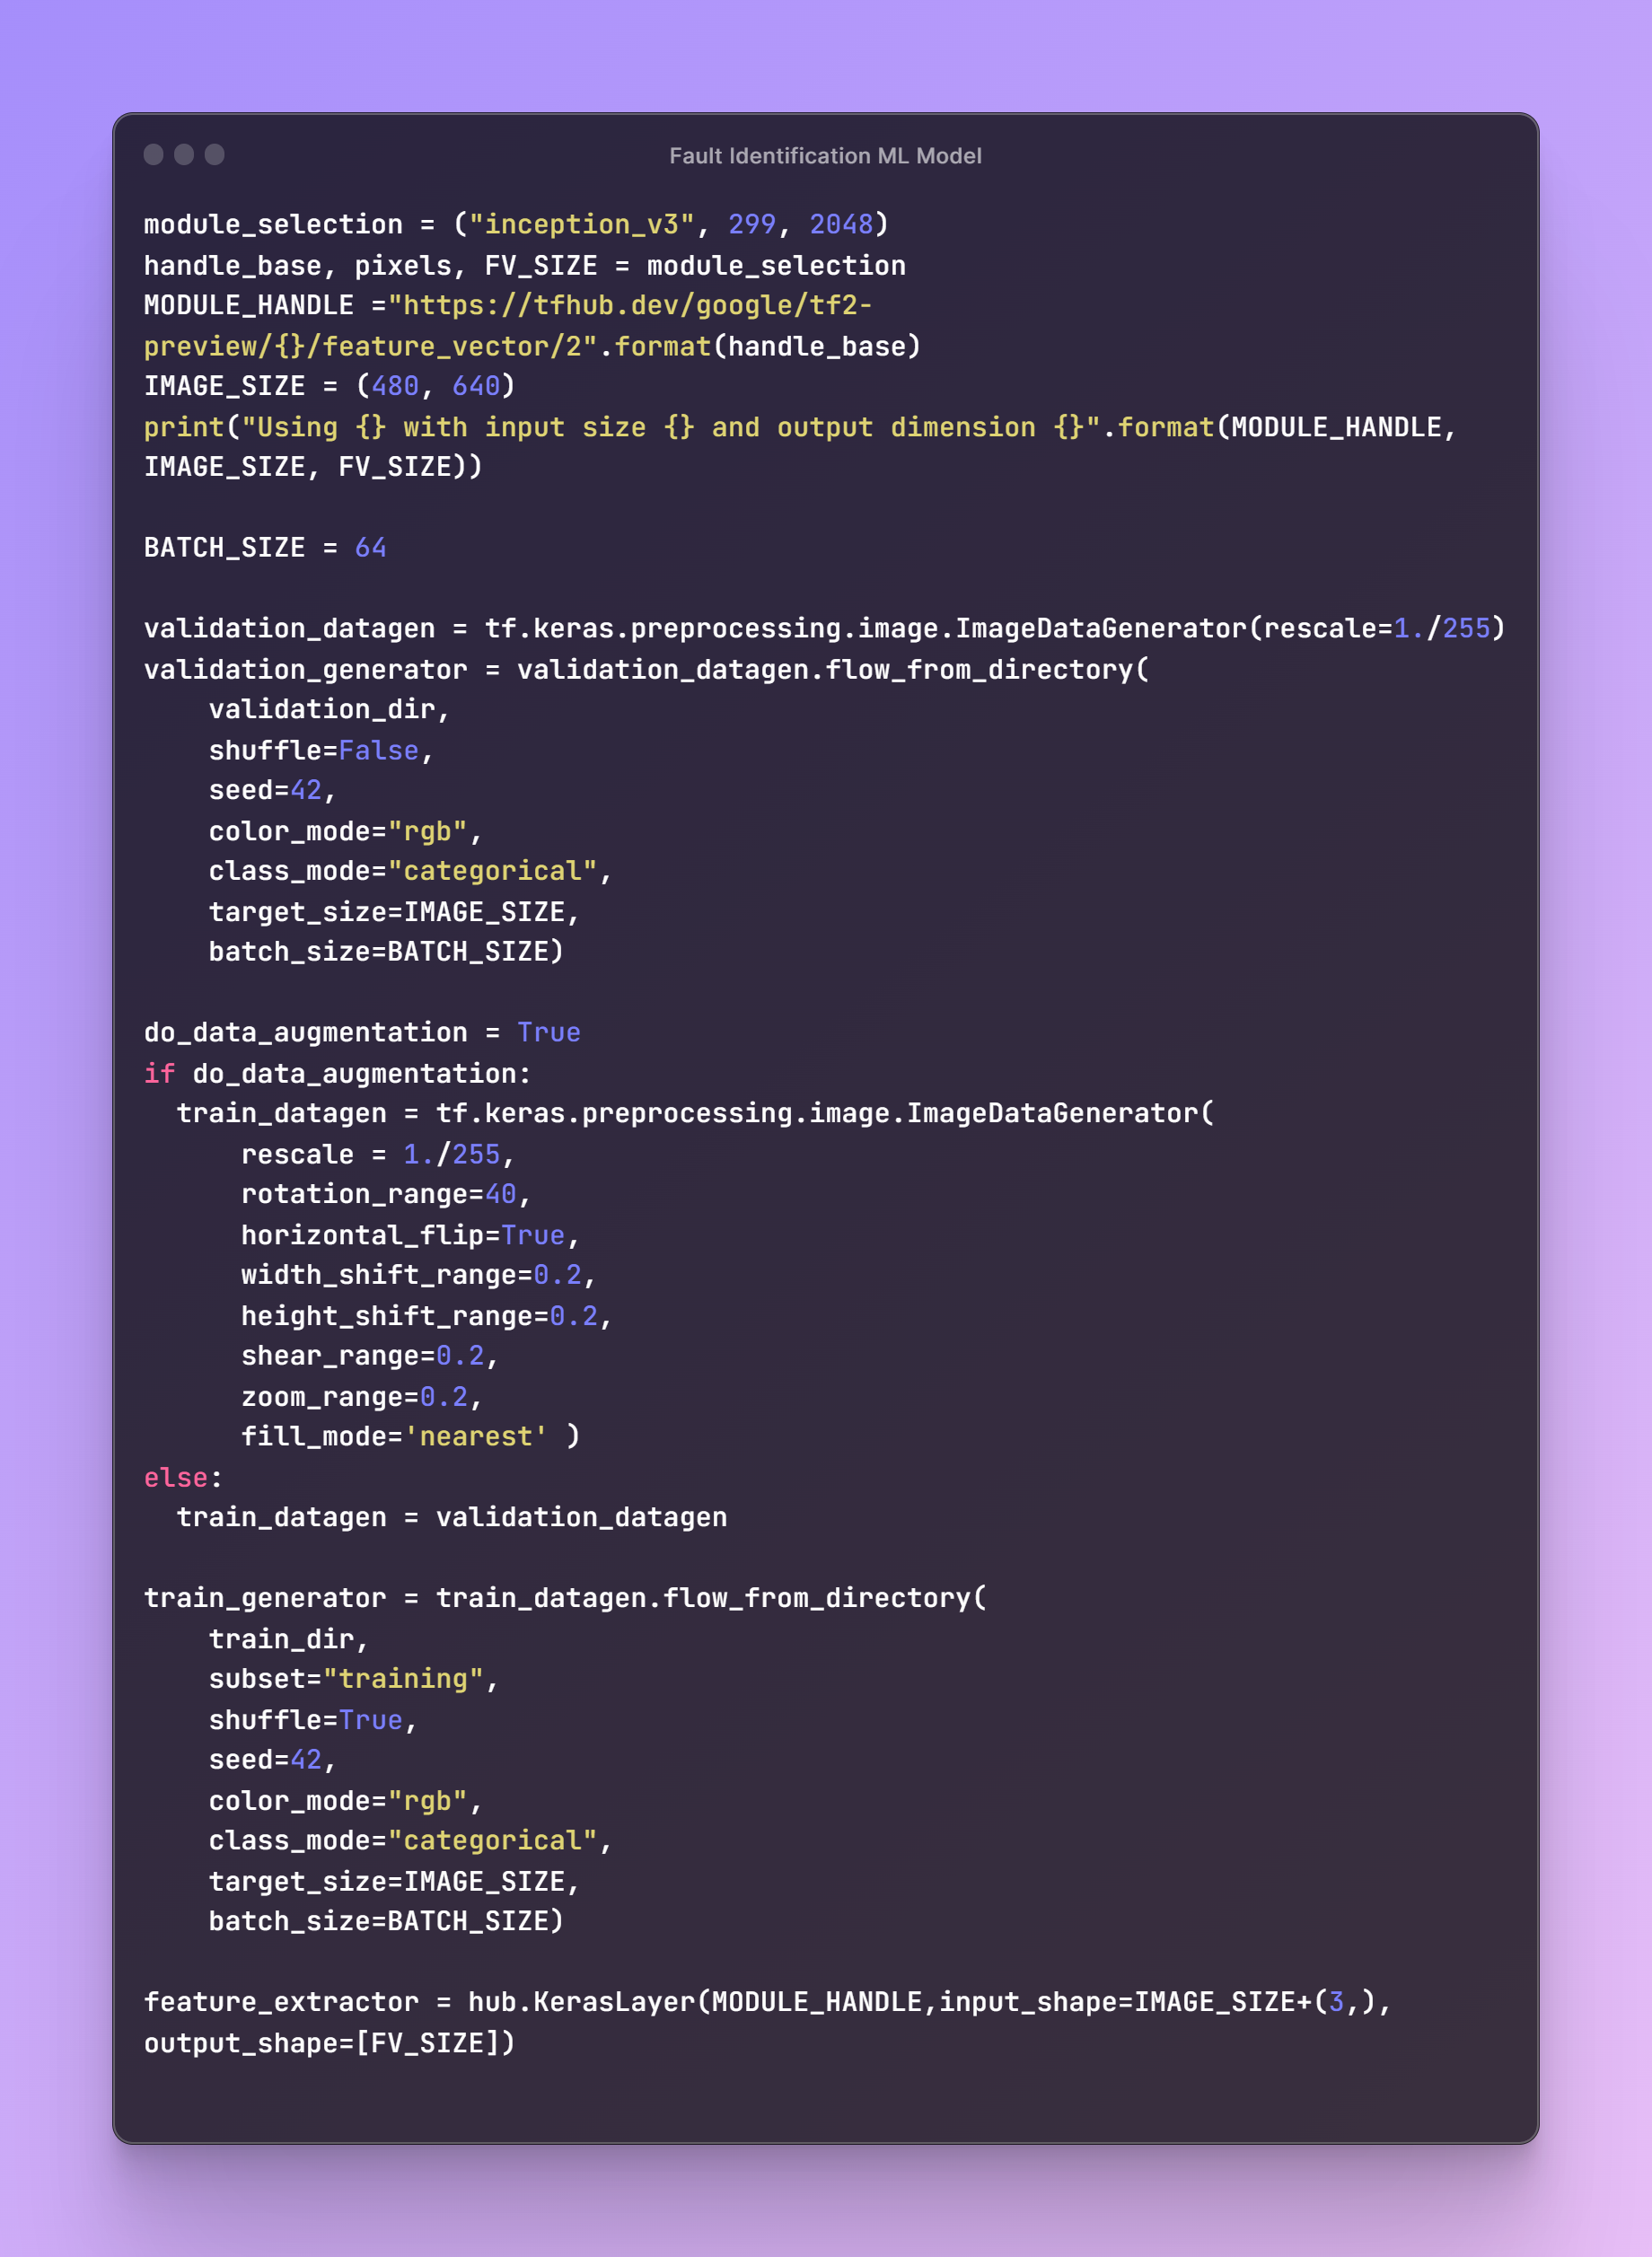 Fault Identification ML Model
module_selection = ("inception_v3", 299, 2048)
handle_base, pixels, FV_SIZE = module_selection
MODULE_HANDLE ="https://tfhub.dev/google/tf2-
preview/{}/feature_vector/2".format(handle_base)
IMAGE_SIZE = (480, 640)
print("Using {} with input size {} and output dimension {}".format(MODULE_HANDLE,
IMAGE_SIZE, FV_SIZE))

BATCH_SIZE = 64

validation_datagen = tf.keras.preprocessing.image.ImageDataGenerator(rescale=1./255)
validation_generator = validation_datagen.flow_from_directory(
    validation_dir,
    shuffle=False,
    seed=42,
    color_mode="rgb",
    class_mode="categorical",
    target_size=IMAGE_SIZE,
    batch_size=BATCH_SIZE)

do_data_augmentation = True
if do_data_augmentation:
  train_datagen = tf.keras.preprocessing.image.ImageDataGenerator(
      rescale = 1./255,
      rotation_range=40,
      horizontal_flip=True,
      width_shift_range=0.2,
      height_shift_range=0.2,
      shear_range=0.2,
      zoom_range=0.2,
      fill_mode='nearest' )
else:
  train_datagen = validation_datagen

train_generator = train_datagen.flow_from_directory(
    train_dir,
    subset="training",
    shuffle=True,
    seed=42,
    color_mode="rgb",
    class_mode="categorical",
    target_size=IMAGE_SIZE,
    batch_size=BATCH_SIZE)

feature_extractor = hub.KerasLayer(MODULE_HANDLE,input_shape=IMAGE_SIZE+(3,),
output_shape=[FV_SIZE])